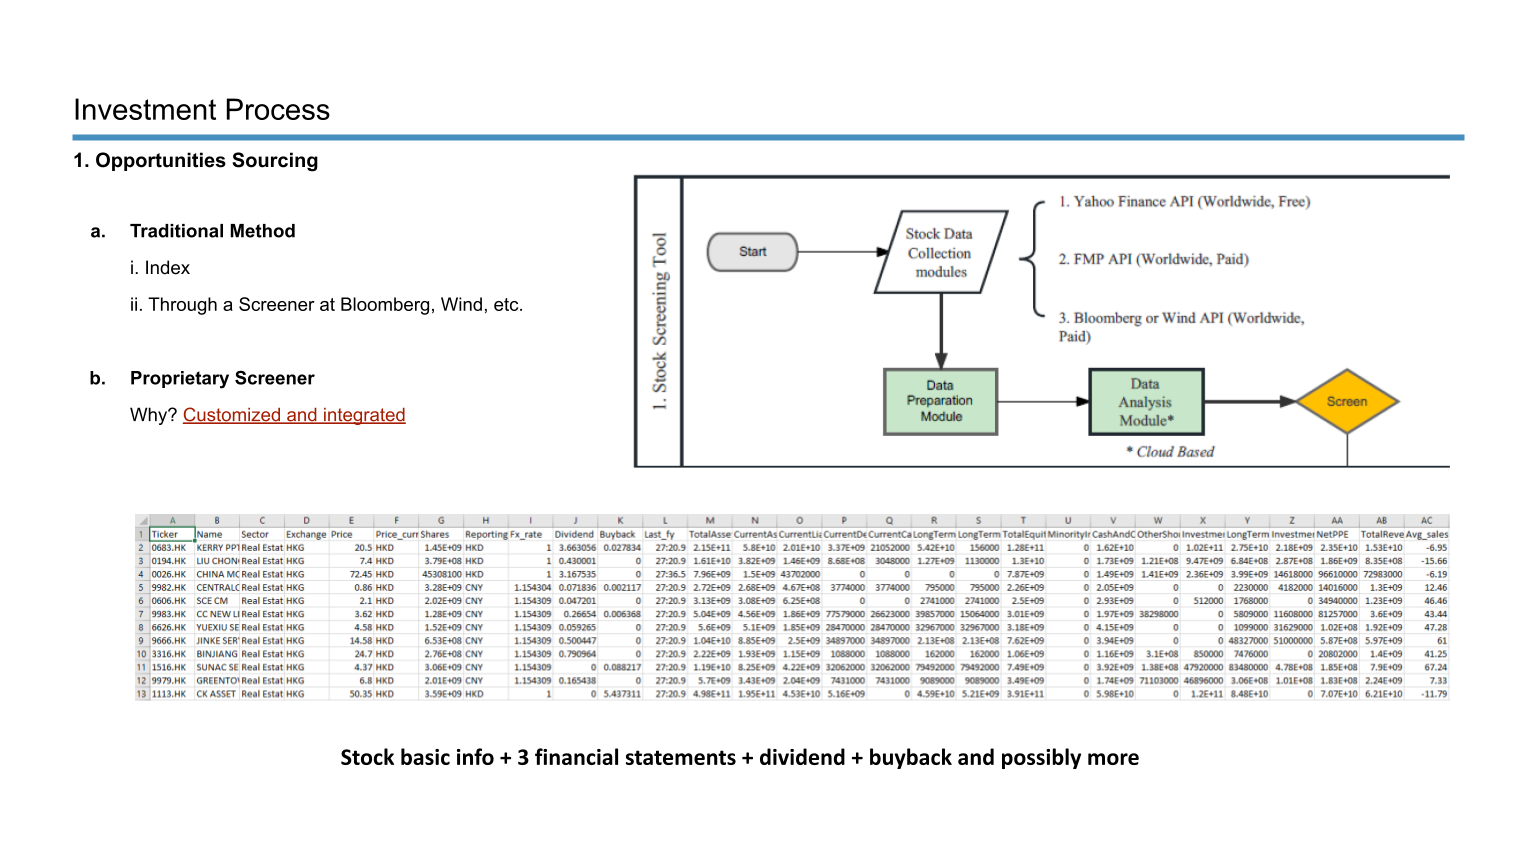 Investment Process
1. Opportunities Sourcing
a. Traditional Method
i. Index
ii. Through a Screener at Bloomberg, Wind, etc.
b. Proprietary Screener
Why? Customized and integrated
1. Stock Screening Tool
Start
Stock Data
Collection
modules
1. Yahoo Finance API (Worldwide, Free)
2. FMP API (Worldwide, Paid)
3. Bloomberg or Wind API (Worldwide,
Paid)
Data
Preparation
Module
Data
Analysis
Module*
Screen
* Cloud Based
A B C D E F G H I J K L M N O P Q R S T U V W X Y Z AA AB AC
1 Ticker Name Sector Exchange Price Price_curr Shares Reporting Fx_rate Dividend Buyback Last_fy TotalAsse CurrentAs CurrentLia CurrentDe CurrentCa LongTerm LongTerm TotalEquit MinorityIn CashAndC OtherShor Investmen LongTerm Investmen NetPPE TotalReve Avg_sales
2 0683.HK KERRY PPT Real Estat HKG 20.5 HKD 1.45E+09 HKD 1 3.663056 0.027834 27:20.9 2.15E+11 5.8E+10 2.01E+10 3.37E+09 21052000 5.42E+10 156000 1.28E+11 0 1.62E+10 0 1.02E+11 2.75E+10 2.18E+09 2.35E+10 1.53E+10 -6.95
3 0194.HK LIU CHON Real Estat HKG 7.4 HKD 3.79E+08 HKD 1 0.430001 0 27:20.9 1.61E+10 3.82E+09 1.46E+09 8.68E+08 3048000 1.27E+09 1130000 1.3E+10 0 1.73E+09 1.21E+08 9.47E+09 6.84E+08 2.87E+08 1.86E+09 8.35E+08 -15.66
4 0026.HK CHINA MC Real Estat HKG 72.45 HKD 45308100 HKD 1 3.167535 0 27:36.5 7.96E+09 1.5E+09 43702000 0 0 0 0 7.87E+09 0 1.49E+09 1.41E+09 2.36E+09 3.99E+09 14618000 96610000 72983000 -6.19
5 9982.HK CENTRALC Real Estat HKG 0.86 HKD 3.28E+09 CNY 1.154304 0.071836 0.002117 27:20.9 2.72E+09 2.68E+09 4.67E+08 3774000 3774000 795000 795000 2.26E+09 0 2.05E+09 0 0 2230000 4182000 14016000 1.3E+09 12.46
6 0606.HK SCE CM Real Estat HKG 2.1 HKD 2.02E+09 CNY 1.154309 0.047201 0 27:20.9 3.13E+09 3.08E+09 6.25E+08 0 0 2741000 2741000 2.5E+09 0 2.93E+09 0 512000 1768000 0 34940000 1.23E+09 46.46
7 9983.HK CC NEW LI Real Estat HKG 3.62 HKD 1.28E+09 CNY 1.154309 0.26654 0.006368 27:20.9 5.04E+09 4.56E+09 1.86E+09 77579000 26623000 39857000 15064000 3.01E+09 0 1.97E+09 38298000 0 5809000 11608000 81257000 3.6E+09 43.44
8 6626.HK YUEXIU SE Real Estat HKG 4.58 HKD 1.52E+09 CNY 1.154309 0.059265 0 27:20.9 5.6E+09 5.1E+09 1.85E+09 28470000 28470000 32967000 32967000 3.18E+09 0 4.15E+09 0 0 1099000 31629000 1.02E+08 1.92E+09 47.28
9 9666.HK JINKE SER Real Estat HKG 14.58 HKD 6.53E+08 CNY 1.154309 0.500447 0 27:20.9 1.04E+10 8.85E+09 2.5E+09 34897000 34897000 2.13E+08 2.13E+08 7.62E+09 0 3.94E+09 0 0 48327000 51000000 5.87E+08 5.97E+09 61
10 3316.HK BINJIANG Real Estat HKG 24.7 HKD 2.76E+08 CNY 1.154309 0.790964 0 27:20.9 2.22E+09 1.93E+09 1.15E+09 1088000 1088000 162000 162000 1.06E+09 0 1.16E+09 3.1E+08 850000 7476000 0 20802000 1.4E+09 41.25
11 1516.HK SUNAC SE Real Estat HKG 4.37 HKD 3.06E+09 CNY 1.154309 0 0.088217 27:20.9 1.19E+10 8.25E+09 4.22E+09 32062000 32062000 79492000 79492000 7.49E+09 0 3.92E+09 1.38E+08 47920000 83480000 4.78E+08 1.85E+08 7.9E+09 67.24
12 9979.HK GREENTO Real Estat HKG 6.8 HKD 2.01E+09 CNY 1.154309 0.165438 0 27:20.9 5.7E+09 3.43E+09 2.04E+09 7431000 7431000 9089000 9089000 3.49E+09 0 1.74E+09 71103000 46896000 3.06E+08 1.01E+08 1.83E+08 2.24E+09 7.33
13 1113.HK CK ASSET Real Estat HKG 50.35 HKD 3.59E+09 HKD 1 0 5.437311 27:20.9 4.98E+11 1.95E+11 4.53E+10 5.16E+09 0 4.59E+10 5.21E+09 3.91E+11 0 5.98E+10 0 1.2E+11 8.48E+10 0 7.07E+10 6.21E+10 -11.79
Stock basic info + 3 financial statements + dividend + buyback and possibly more